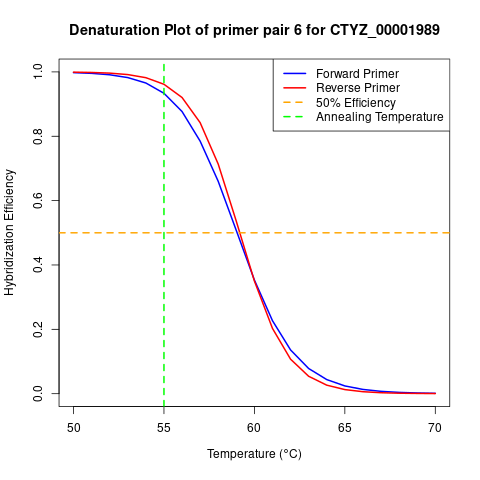 Denaturation Plot of primer pair 6 for CTYZ_00001989
Forward Primer
Reverse Primer
50% Efficiency
Annealing Temperature
Hybridization Efficiency
1.0
0.8
0.6
0.4
0.2
0.0
50 55 60 65 70
Temperature (°C)